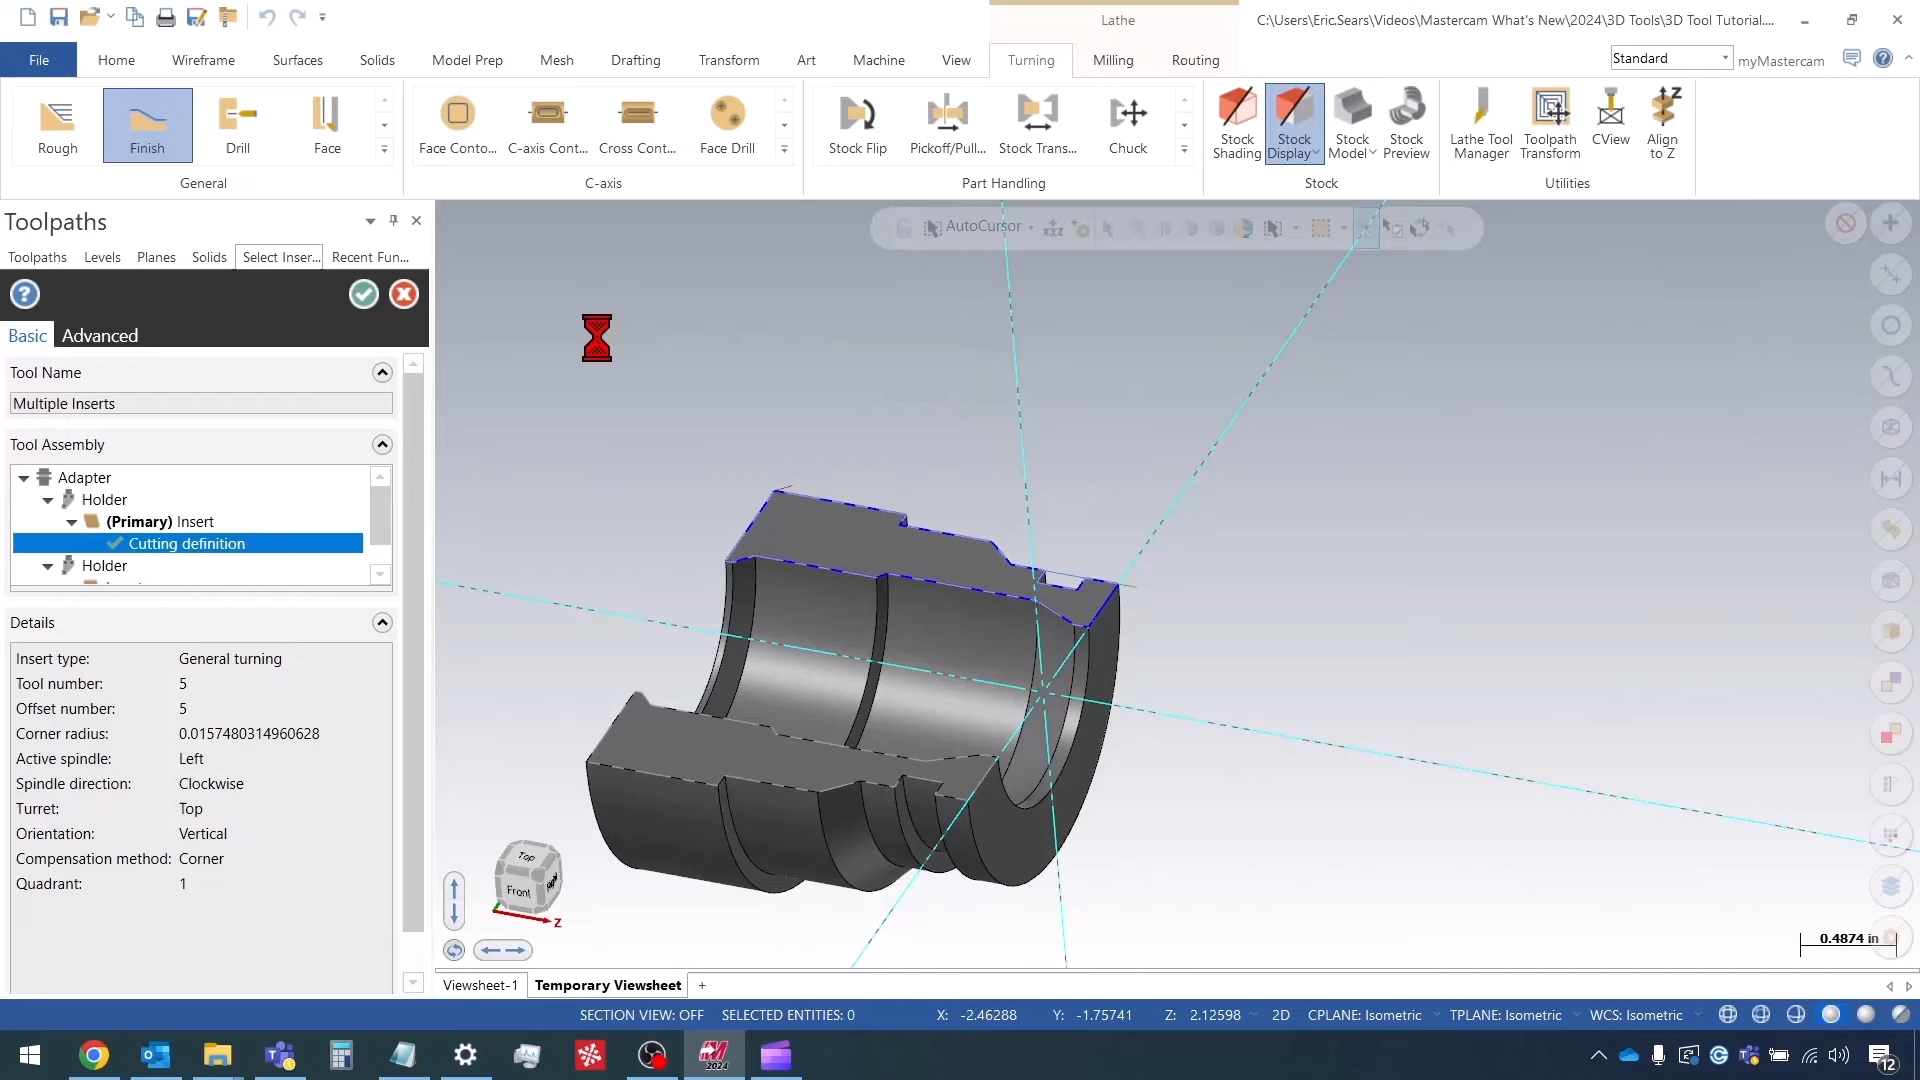 Lathe
C:\Users\Eric.Sears\Videos\Mastercam What's New\2024\3D Tools\3D Tool Tutorial....
File Home Wireframe Surfaces Solids Model Prep Mesh Drafting Transform Art Machine View Turning Milling Routing
Standard
myMastercam
Rough Finish Drill Face
Face Conto... C-axis Cont... Cross Cont... Face Drill
Stock Flip Pickoff/Pull... Stock Trans... Chuck
Stock Shading
Stock Display
Stock Model
Stock Preview
Lathe Tool Manager
Toolpath Transform
CView
Align to Z
General
C-axis
Part Handling
Stock
Utilities
Toolpaths
Toolpaths Levels Planes Solids Select Inser... Recent Fun...
AutoCursor
Basic Advanced
Tool Name
Multiple Inserts
Tool Assembly
Adapter
Holder
(Primary) Insert
Cutting definition
Holder
Details
Insert type: General turning
Tool number: 5
Offset number: 5
Corner radius: 0.0157480314960628
Active spindle: Left
Spindle direction: Clockwise
Turret: Top
Orientation: Vertical
Compensation method: Corner
Quadrant: 1
Top
Front
Z
0.4874 in
Viewsheet-1 Temporary Viewsheet +
SECTION VIEW: OFF SELECTED ENTITIES: 0 X: -2.46288 Y: -1.75741 Z: 2.12598 2D CPLANE: Isometric TPLANE: Isometric WCS: Isometric
2024
12